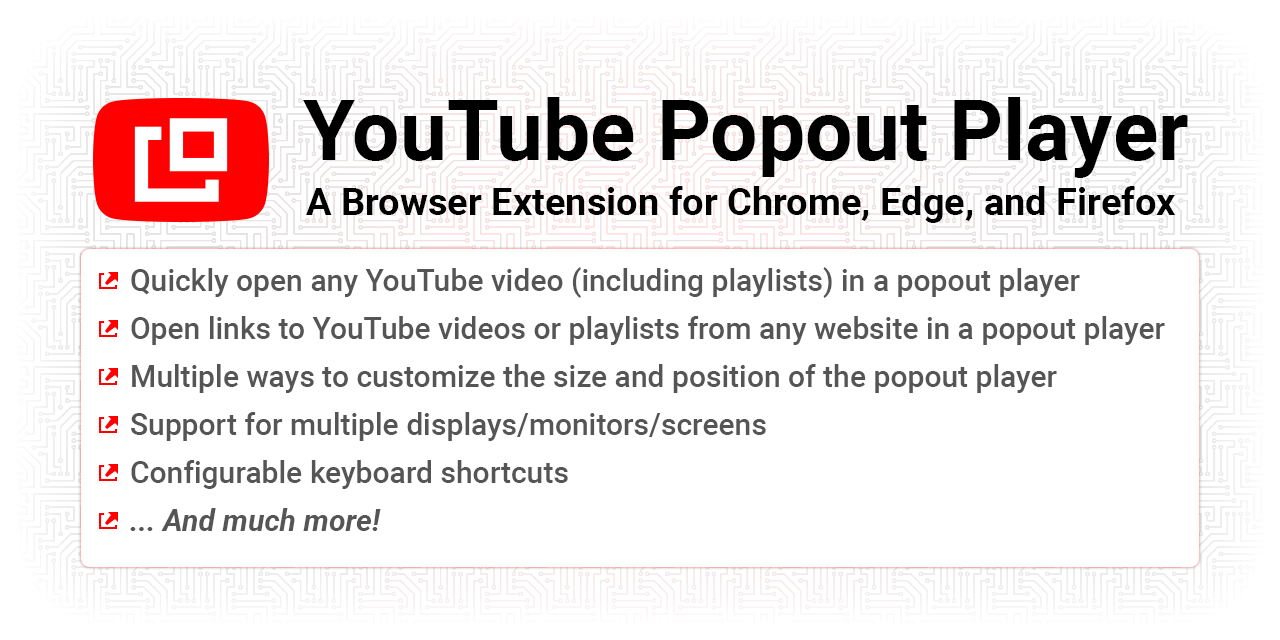 YouTube Popout Player
A Browser Extension for Chrome, Edge, and Firefox
Quickly open any YouTube video (including playlists) in a popout player
Open links to YouTube videos or playlists from any website in a popout player
Multiple ways to customize the size and position of the popout player
Support for multiple displays/monitors/screens
Configurable keyboard shortcuts
... And much more!